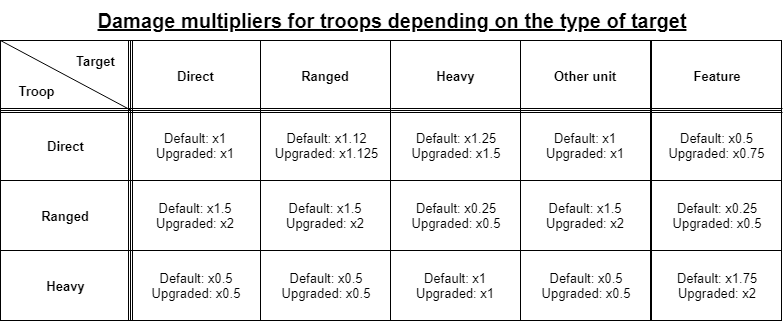 Damage multipliers for troops depending on the type of target
Target
Troop
Direct
Ranged
Heavy
Other unit
Feature
Direct
Default: x1
Upgraded: x1
Default: x1.12
Upgraded: x1.125
Default: x1.25
Upgraded: x1.5
Default: x1
Upgraded: x1
Default: x0.5
Upgraded: x0.75
Ranged
Default: x1.5
Upgraded: x2
Default: x1.5
Upgraded: x2
Default: x0.25
Upgraded: x0.5
Default: x1.5
Upgraded: x2
Default: x0.25
Upgraded: x0.5
Heavy
Default: x0.5
Upgraded: x0.5
Default: x0.5
Upgraded: x0.5
Default: x1
Upgraded: x1
Default: x0.5
Upgraded: x0.5
Default: x1.75
Upgraded: x2